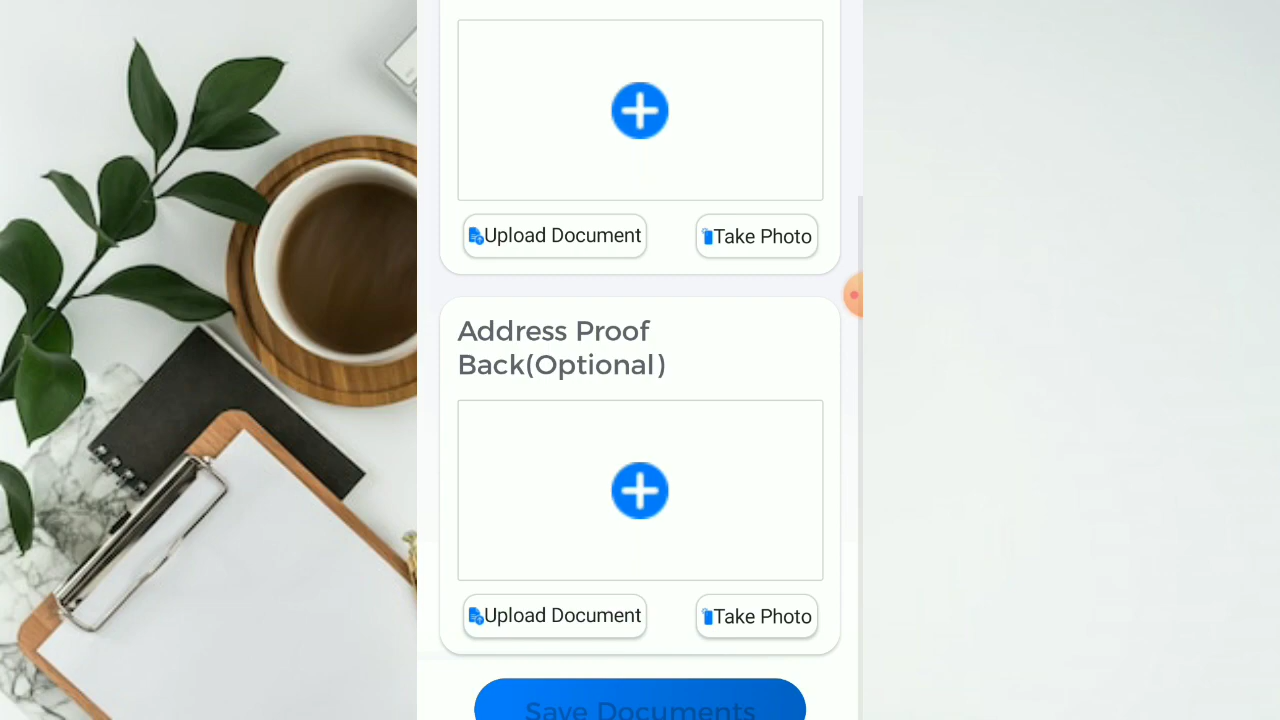 Upload Document
Take Photo
Address Proof
Back(Optional)
Upload Document
Take Photo
Save Documents